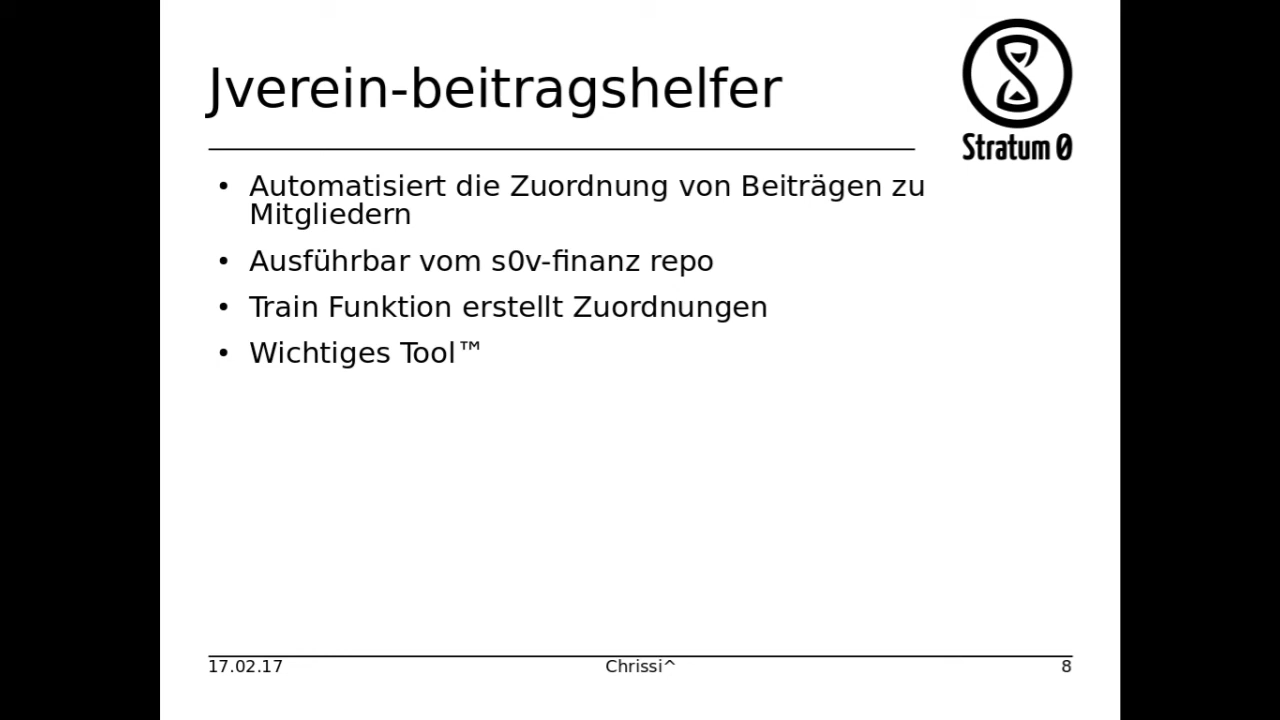 Jverein-beitragshelfer
Stratum 0
• Automatisiert die Zuordnung von Beiträgen zu
Mitgliedern
• Ausführbar vom s0v-finanz repo
• Train Funktion erstellt Zuordnungen
• Wichtiges Tool™
17.02.17
Chrissi^
8